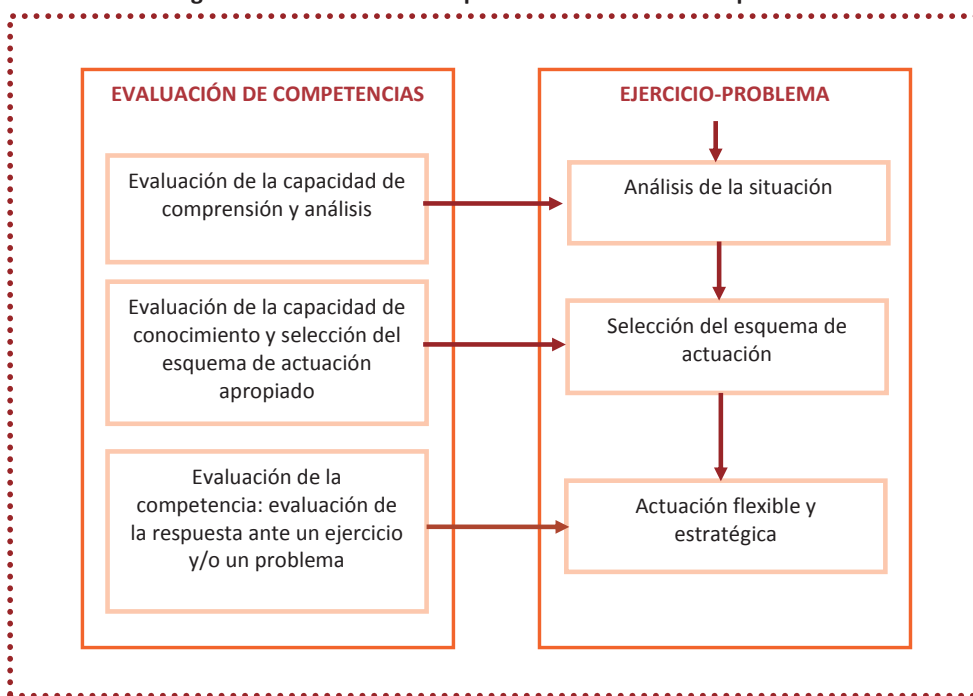 EVALUACIÓN DE COMPETENCIAS
Evaluación de la capacidad de
comprensión y análisis
Evaluación de la capacidad de
conocimiento y selección del
esquema de actuación
apropiado
Evaluación de la
competencia: evaluación de
la respuesta ante un ejercicio
y/o un problema
EJERCICIO-PROBLEMA
Análisis de la situación
Selección del esquema de
actuación
Actuación flexible y
estratégica